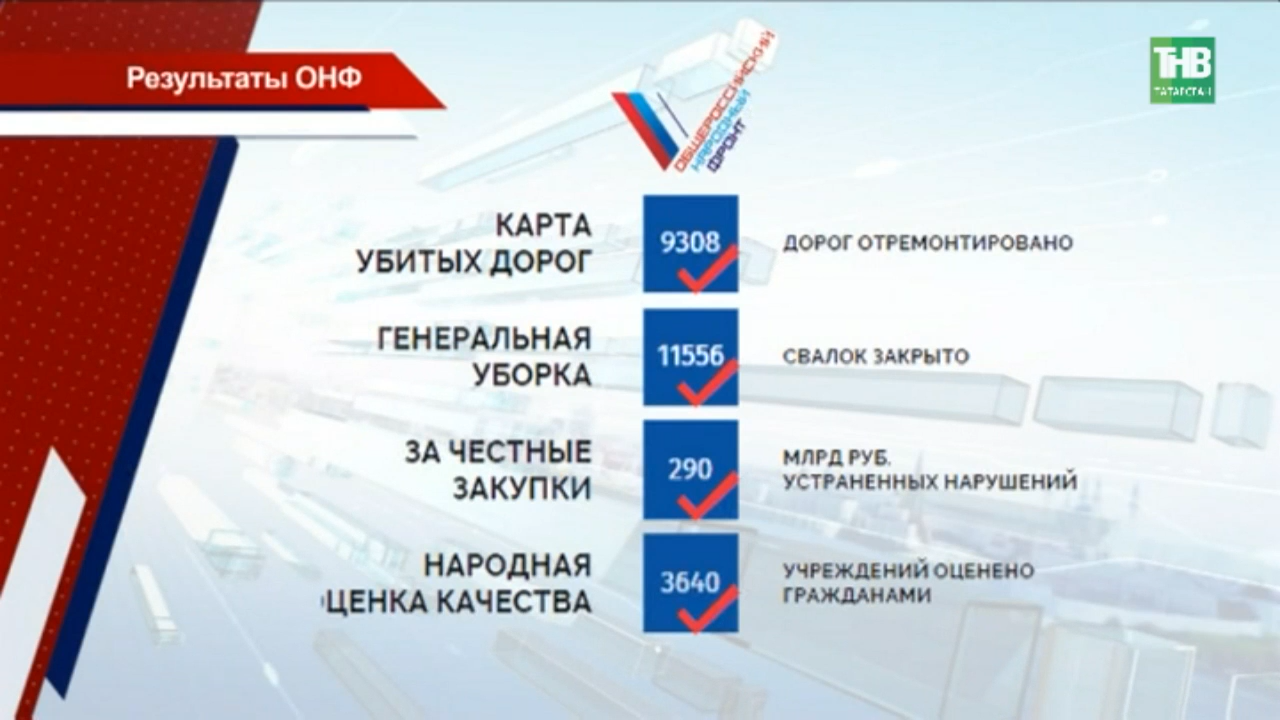 Результаты ОНФ
ОБЩЕРОССИЙСКИЙ
НАРОДНЫЙ
ФРОНТ
ТНВ
ТАТАРСТАН
КАРТА
УБИТЫХ ДОРОГ
9308
ДОРОГ ОТРЕМОНТИРОВАНО
ГЕНЕРАЛЬНАЯ
УБОРКА
11556
СВАЛОК ЗАКРЫТО
ЗА ЧЕСТНЫЕ
ЗАКУПКИ
290
МЛРД РУБ.
УСТРАНЕННЫХ НАРУШЕНИЙ
НАРОДНАЯ
ЦЕНКА КАЧЕСТВА
3640
УЧРЕЖДЕНИЙ ОЦЕНЕНО
ГРАЖДАНАМИ